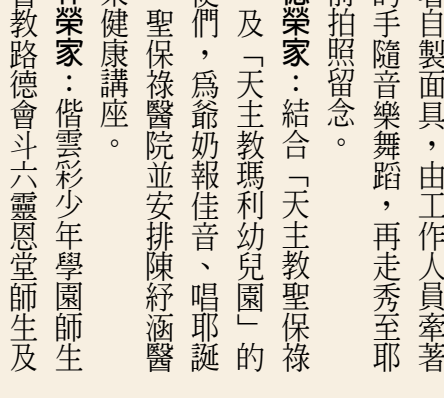 著自製面具，由工作人員牽著
的手隨音樂舞蹈，再走秀至耶
前拍照留念。
德榮家：結合「天主教聖保祿
及「天主教瑪利幼兒園」的
使們，爲爺奶報佳音、唱耶誕
聖保祿醫院並安排陳紓涵醫
健康講座。
榮家：偕雲彩少年學園師生
教路德會斗六靈恩堂師生及